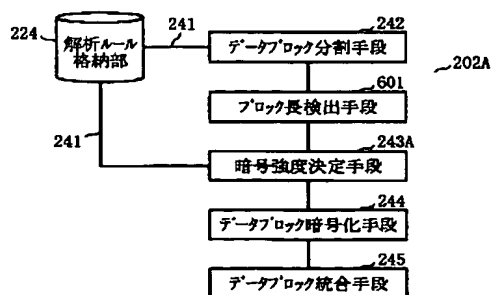 224
解析ルール
格納部
241
242
データブロック分割手段
202A
601
ブロック長検出手段
241
243A
暗号強度決定手段
244
データブロック暗号化手段
245
データブロック統合手段